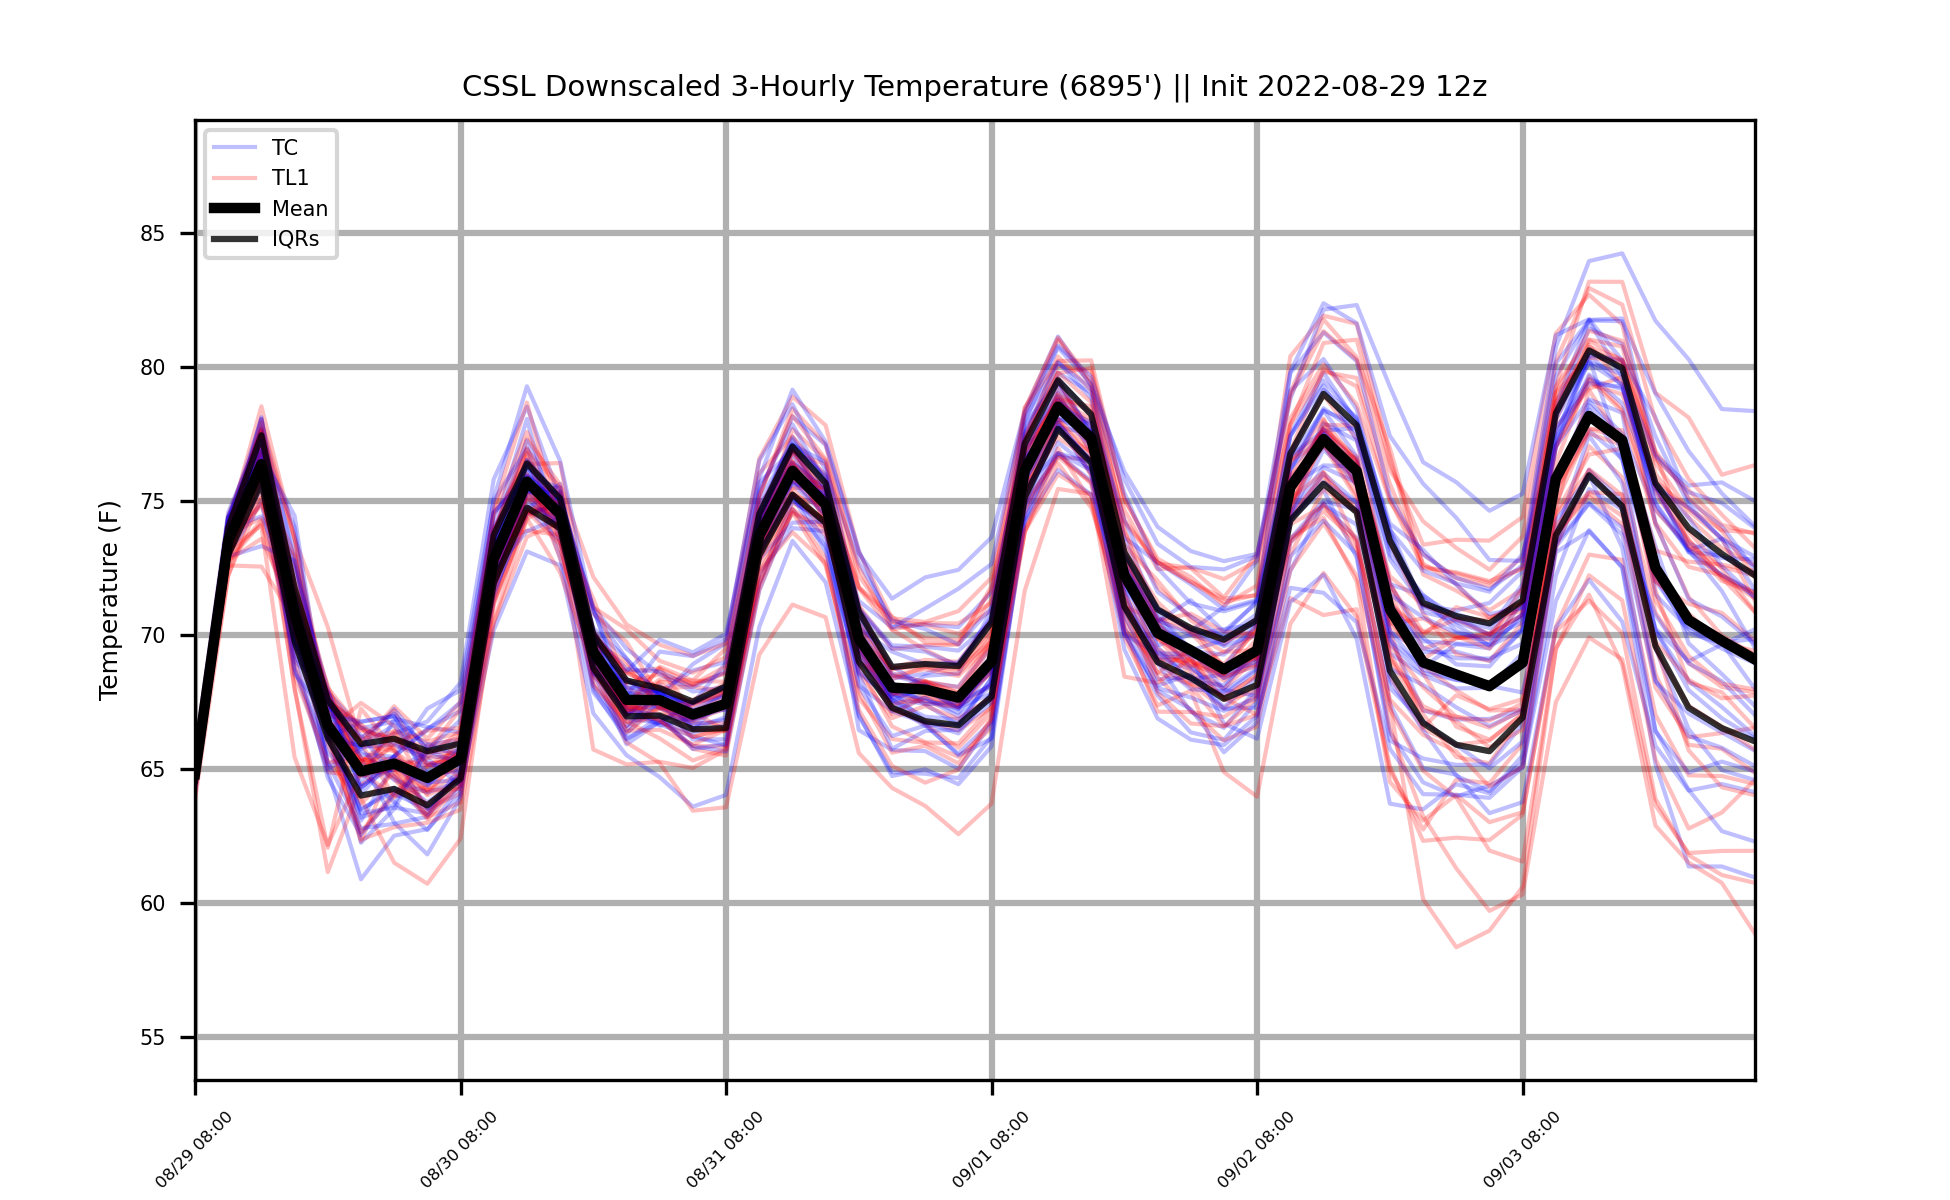 CSSL Downscaled 3-Hourly Temperature (6895') || Init 2022-08-29 12z
TC
TL1
Mean
IQRs
Temperature (F)
85
80
75
70
65
60
55
08/29 08:00
08/30 08:00
08/31 08:00
09/01 08:00
09/02 08:00
09/03 08:00